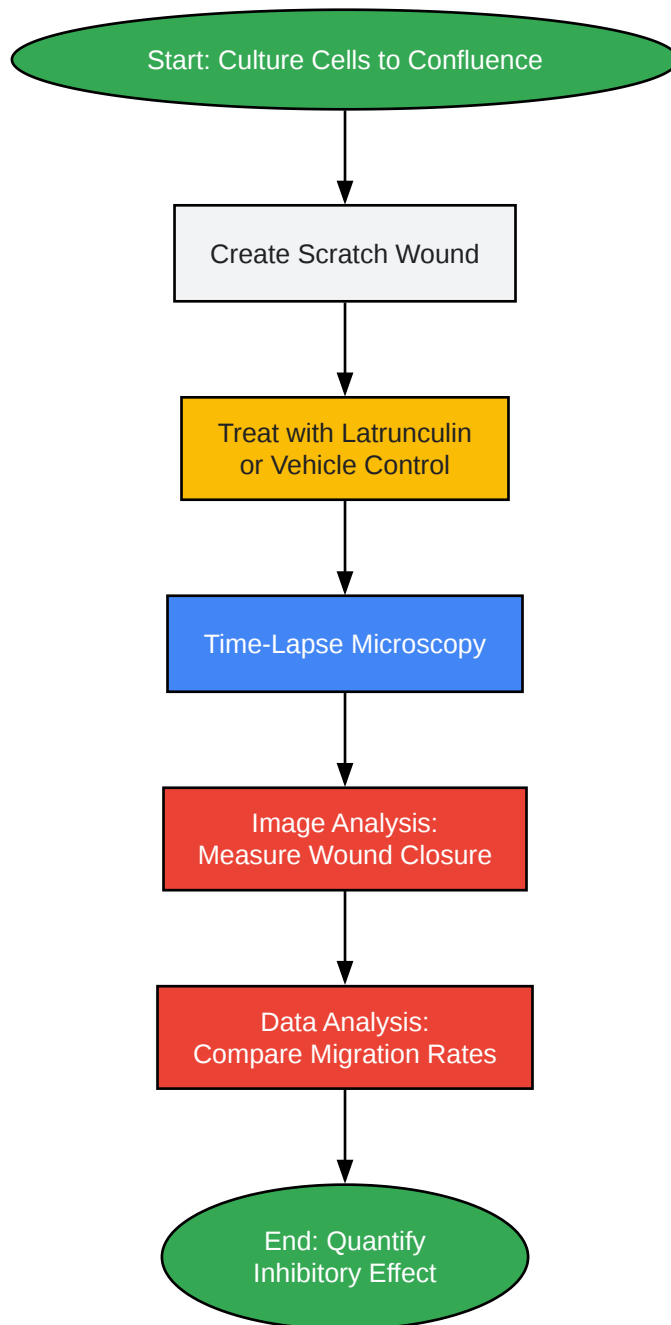 Start: Culture Cells to Confluence
Create Scratch Wound
Treat with Latrunculin
or Vehicle Control
Time-Lapse Microscopy
Image Analysis:
Measure Wound Closure
Data Analysis:
Compare Migration Rates
End: Quantify
Inhibitory Effect